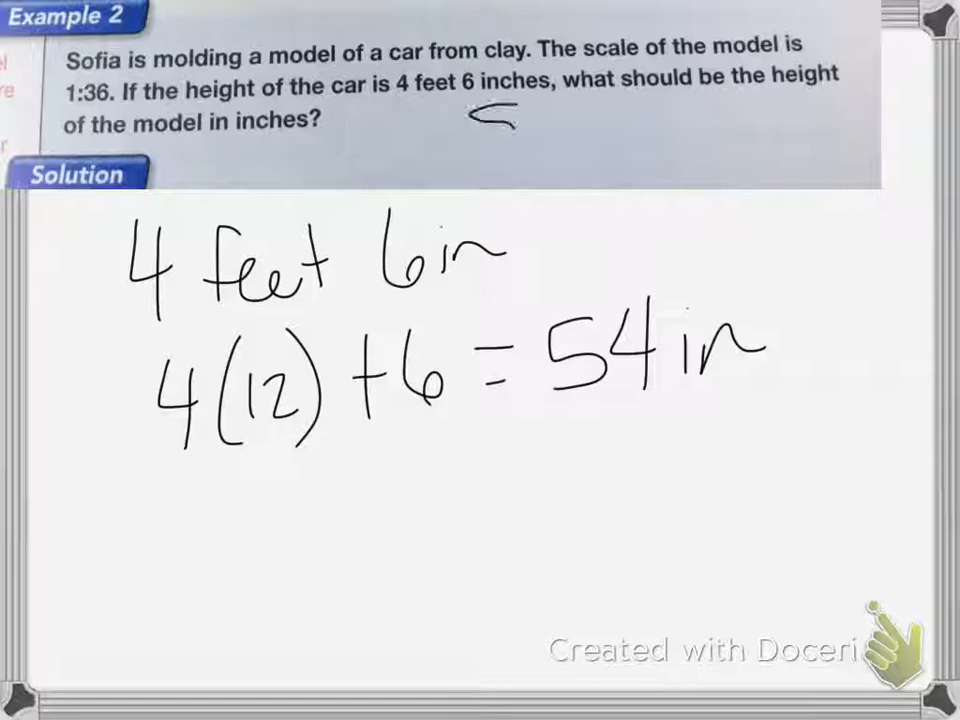 Example 2
Sofia is molding a model of a car from clay. The scale of the model is
1:36. If the height of the car is 4 feet 6 inches, what should be the height
of the model in inches?
Solution
4 feet 6in
4(12) + 6 = 54 in
Created with Doceri